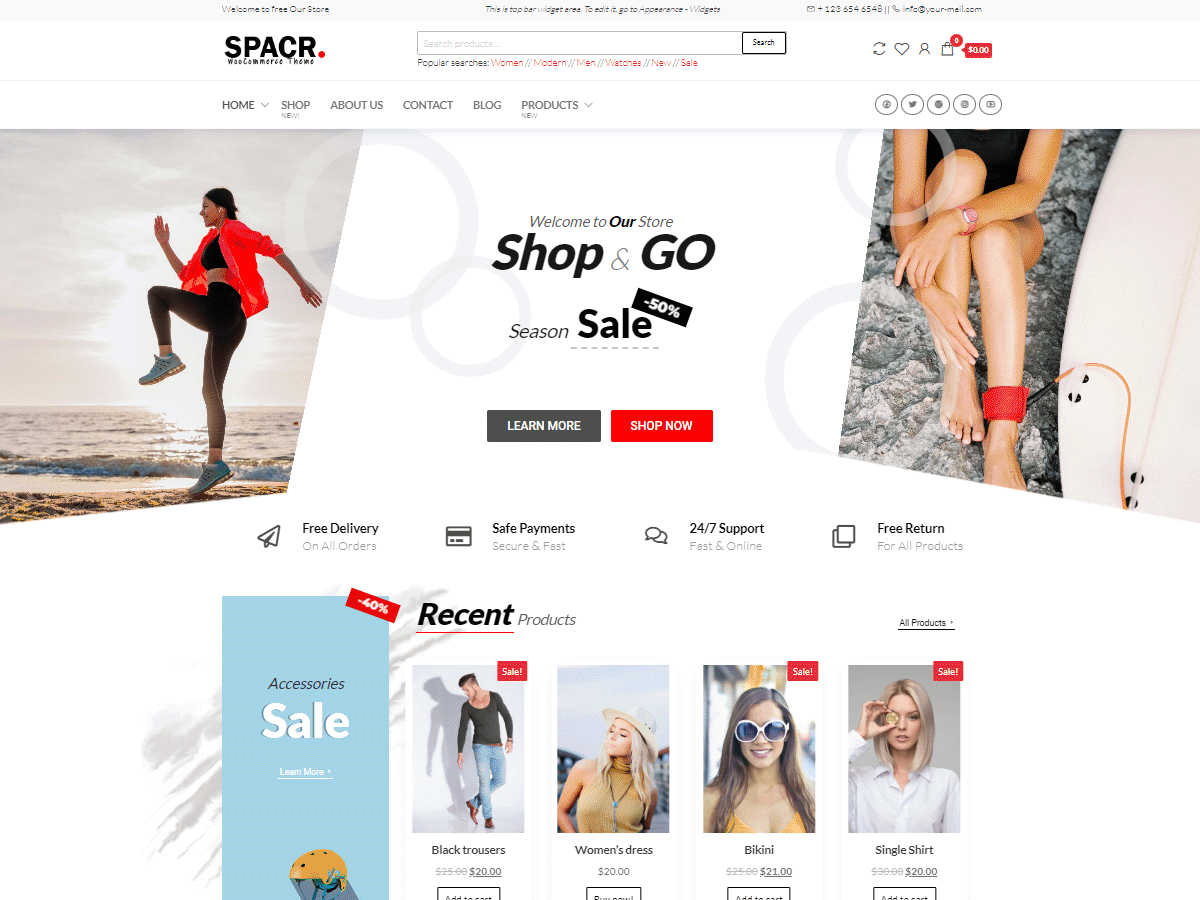 Welcome to free Our Store
This is top bar widget area. To edit it, go to Appearance - Widgets
+ 123 654 6548 || info@your-mail.com
SPACR.
WooCommerce Theme
Search products...
Search
Popular searches: Women // Modern // Men // Watches // New // Sale
0
$0.00
HOME
SHOP
NEW!
ABOUT US
CONTACT
BLOG
PRODUCTS
NEW
Welcome to Our Store
Shop & GO
-50%
Season Sale
LEARN MORE
SHOP NOW
Free Delivery
On All Orders
Safe Payments
Secure & Fast
24/7 Support
Fast & Online
Free Return
For All Products
-40%
Accessories
Sale
Learn More
Recent Products
All Products
Sale!
Sale!
Sale!
Black trousers
$25.00 $20.00
Add to cart
Women's dress
$20.00
Buy now!
Bikini
$25.00 $21.00
Add to cart
Single Shirt
$30.00 $20.00
Add to cart